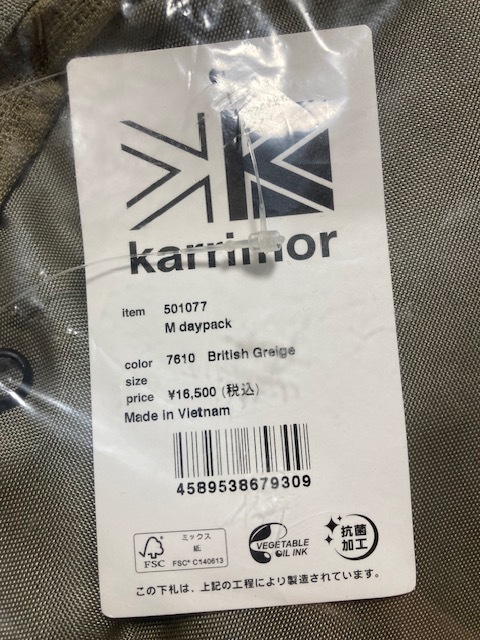 karrimor
item 501077
M daypack
color 7610 British Greige
size
price ¥16,500 (税込)
Made in Vietnam
4589538679309
FSC
ミックス
紙
FSC® C140613
VEGETABLE
OIL INK
抗菌
加工
この下札は、上記の工程により製造されています。